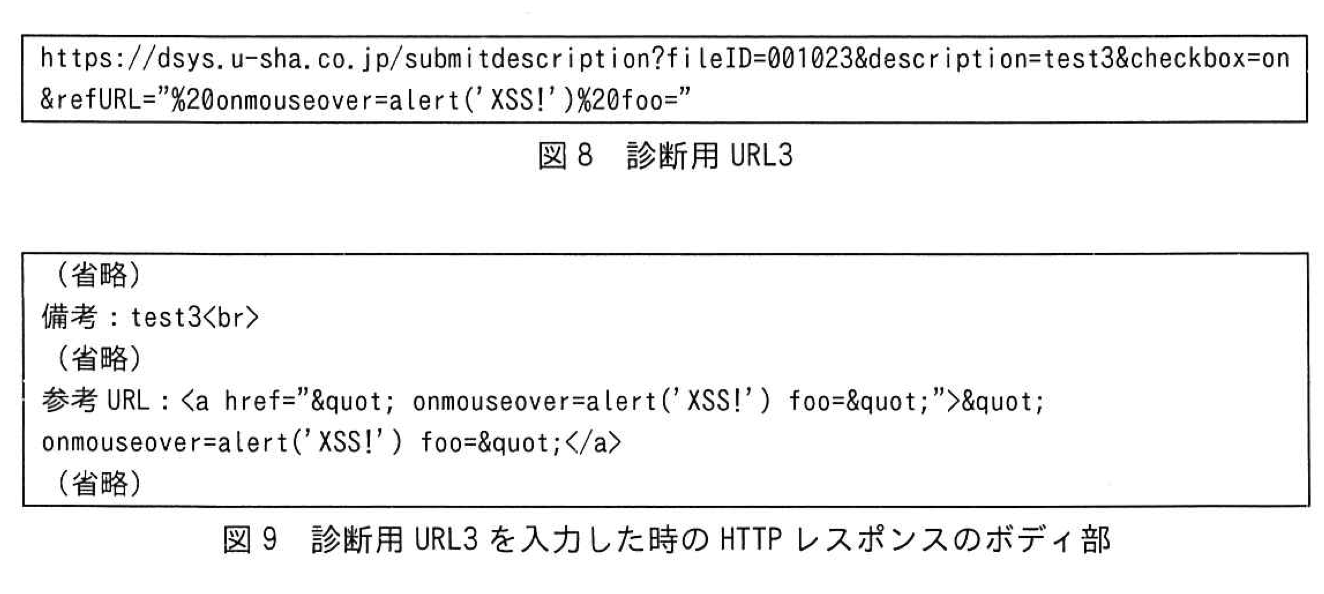 https://dsys.u-sha.co.jp/submitdescription?fileID=001023&description=test3&checkbox=on
&refURL="%20onmouseover=alert('XSS!')%20foo="
図 8　診断用 URL3
（省略）
備考：test3<br>
（省略）
参考 URL：<a href="&quot; onmouseover=alert('XSS!') foo=&quot;">&quot;
onmouseover=alert('XSS!') foo=&quot;</a>
（省略）
図 9　診断用 URL3 を入力した時の HTTP レスポンスのボディ部